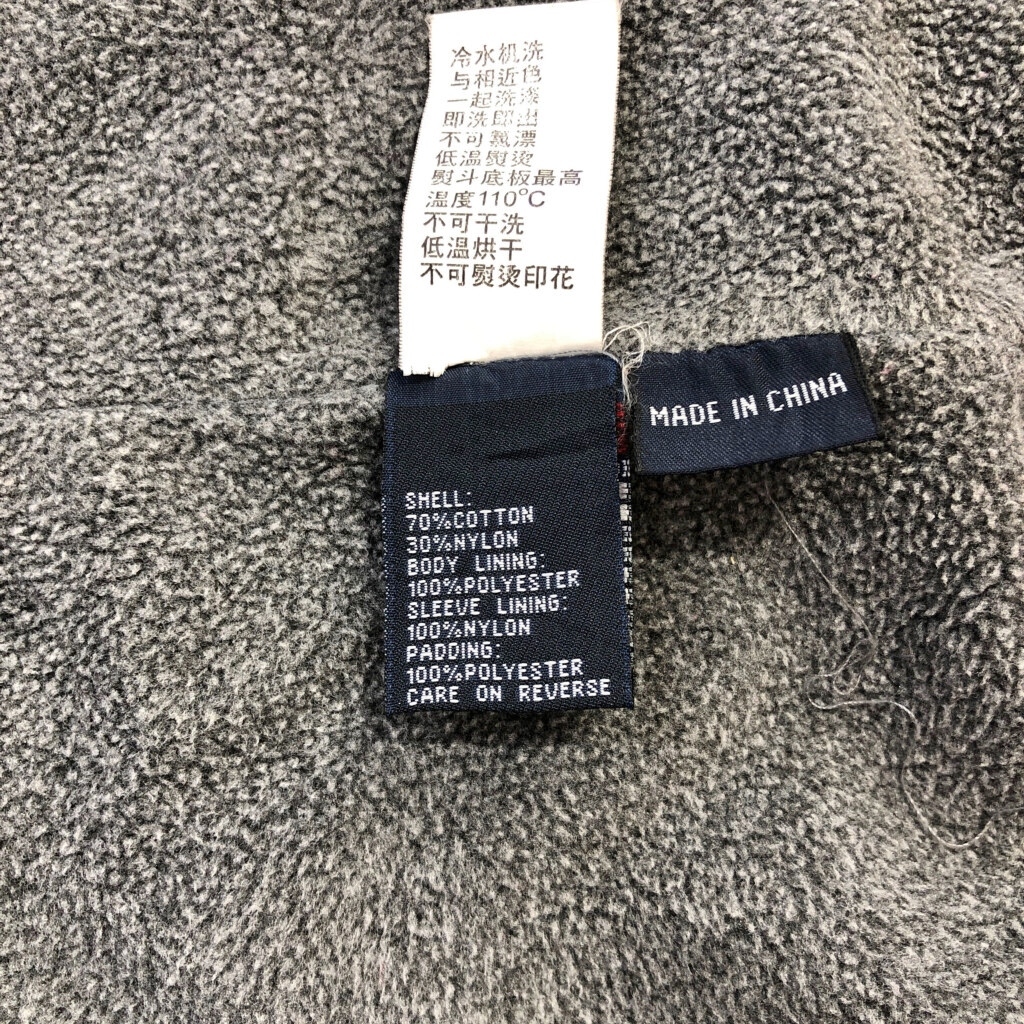 冷水机洗
与相近色
一起洗涤
即洗即出
不可氯漂
低温熨烫
熨斗底板最高
温度110°C
不可干洗
低温烘干
不可熨烫印花
MADE IN CHINA
SHELL:
70%COTTON
30%NYLON
BODY LINING:
100%POLYESTER
SLEEVE LINING:
100%NYLON
PADDING:
100%POLYESTER
CARE ON REVERSE